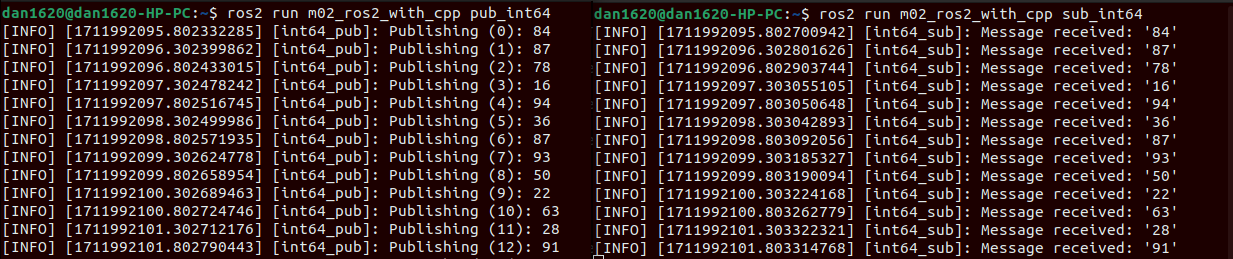 dan1620@dan1620-HP-PC:~$ ros2 run m02_ros2_with_cpp pub_int64
[INFO] [1711992095.802332285] [int64_pub]: Publishing (0): 84
[INFO] [1711992096.302399862] [int64_pub]: Publishing (1): 87
[INFO] [1711992096.802433015] [int64_pub]: Publishing (2): 78
[INFO] [1711992097.302478242] [int64_pub]: Publishing (3): 16
[INFO] [1711992097.802516745] [int64_pub]: Publishing (4): 94
[INFO] [1711992098.302499986] [int64_pub]: Publishing (5): 36
[INFO] [1711992098.802571935] [int64_pub]: Publishing (6): 87
[INFO] [1711992099.302624778] [int64_pub]: Publishing (7): 93
[INFO] [1711992099.802658954] [int64_pub]: Publishing (8): 50
[INFO] [1711992100.302689463] [int64_pub]: Publishing (9): 22
[INFO] [1711992100.802724746] [int64_pub]: Publishing (10): 63
[INFO] [1711992101.302712176] [int64_pub]: Publishing (11): 28
[INFO] [1711992101.802790443] [int64_pub]: Publishing (12): 91
dan1620@dan1620-HP-PC:~$ ros2 run m02_ros2_with_cpp sub_int64
[INFO] [1711992095.802700942] [int64_sub]: Message received: '84'
[INFO] [1711992096.302801626] [int64_sub]: Message received: '87'
[INFO] [1711992096.802903744] [int64_sub]: Message received: '78'
[INFO] [1711992097.303055105] [int64_sub]: Message received: '16'
[INFO] [1711992097.803050648] [int64_sub]: Message received: '94'
[INFO] [1711992098.303042893] [int64_sub]: Message received: '36'
[INFO] [1711992098.803092056] [int64_sub]: Message received: '87'
[INFO] [1711992099.303185327] [int64_sub]: Message received: '93'
[INFO] [1711992099.803190094] [int64_sub]: Message received: '50'
[INFO] [1711992100.303224168] [int64_sub]: Message received: '22'
[INFO] [1711992100.803262779] [int64_sub]: Message received: '63'
[INFO] [1711992101.303322321] [int64_sub]: Message received: '28'
[INFO] [1711992101.803314768] [int64_sub]: Message received: '91'